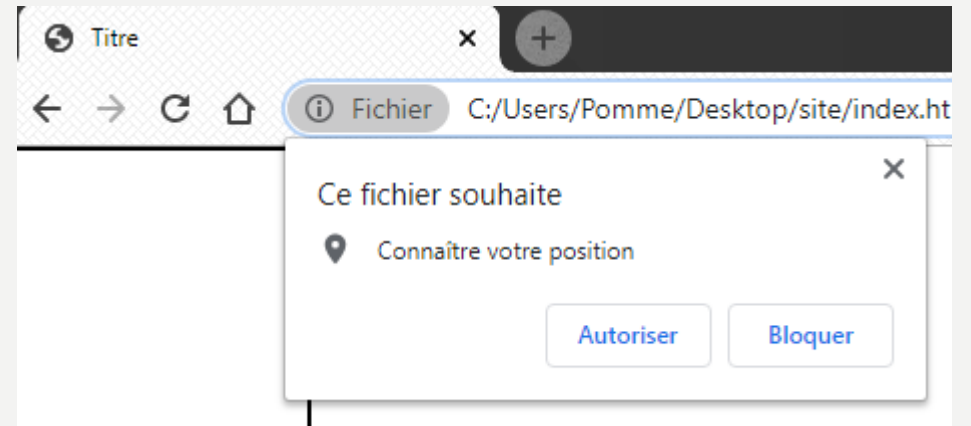 Titre
Fichier C:/Users/Pomme/Desktop/site/index.ht
Ce fichier souhaite
Connaître votre position
Autoriser Bloquer